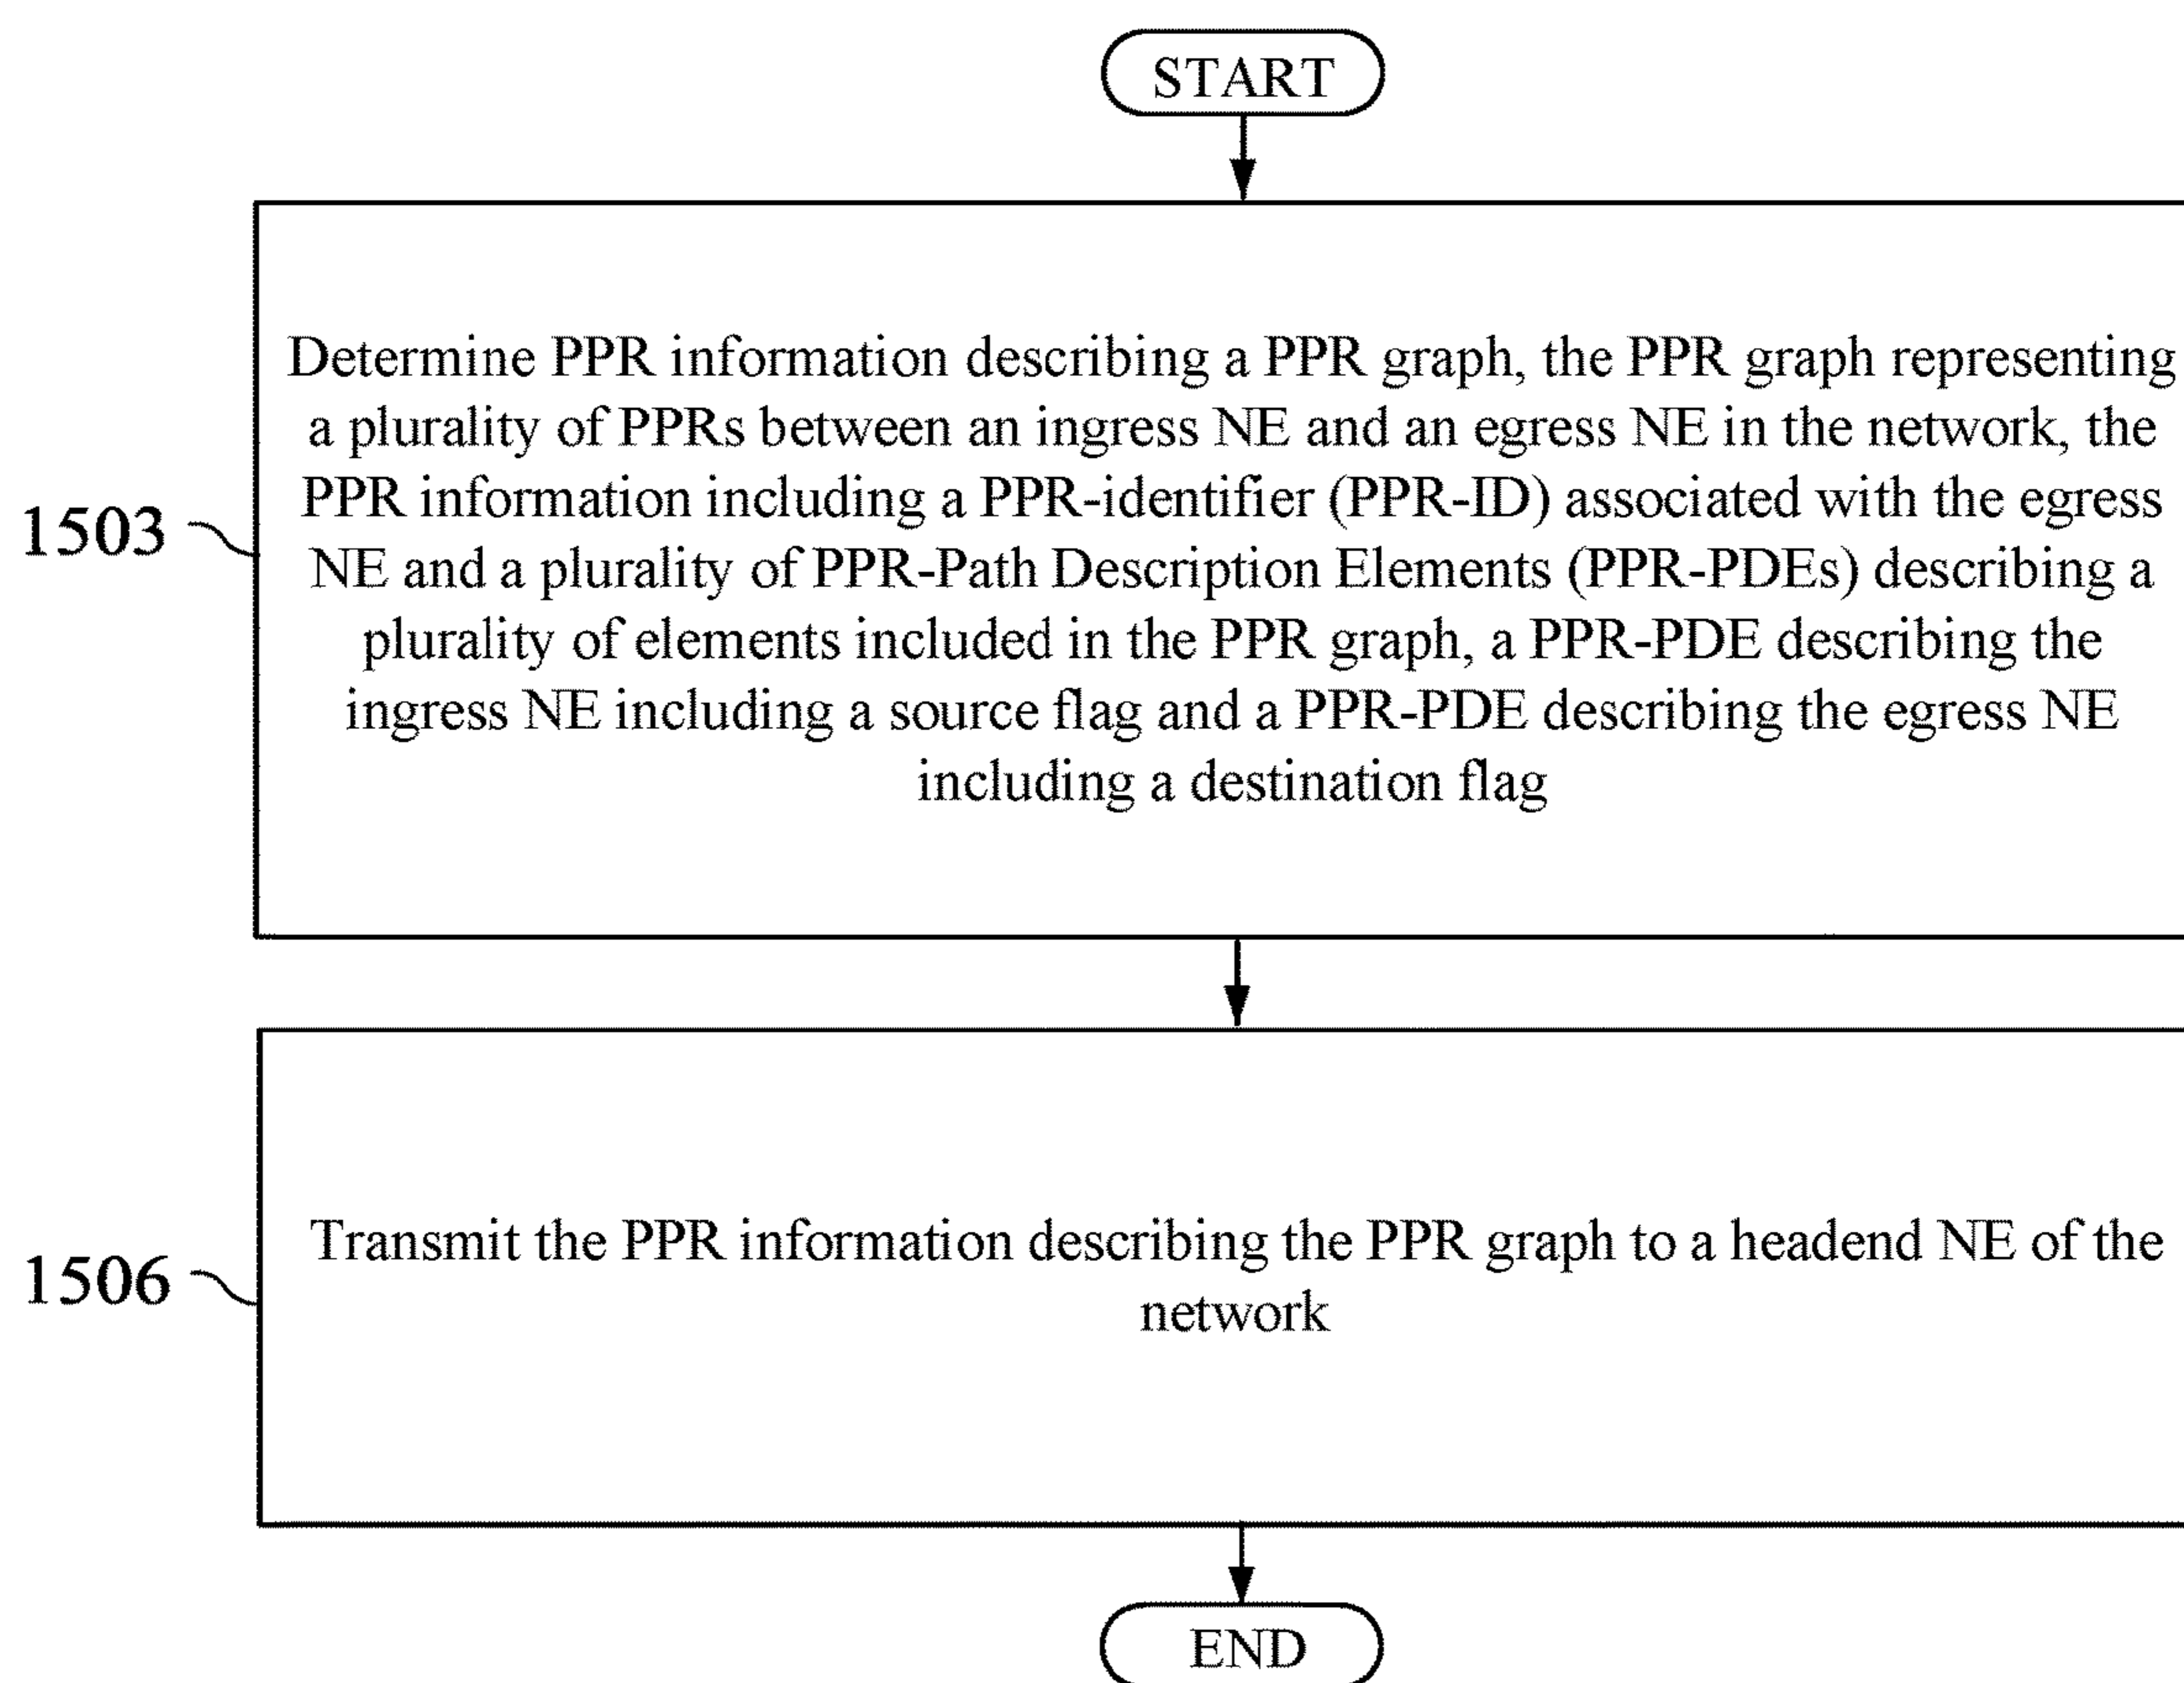 START
Determine PPR information describing a PPR graph, the PPR graph representing
a plurality of PPRs between an ingress NE and an egress NE in the network, the
PPR information including a PPR-identifier (PPR-ID) associated with the egress
1503
NE and a plurality of PPR-Path Description Elements (PPR-PDEs) describing a
plurality of elements included in the PPR graph, a PPR-PDE describing the
ingress NE including a source flag and a PPR-PDE describing the egress NE
including a destination flag
Transmit the PPR information describing the PPR graph to a headend NE of the
1506
network
END